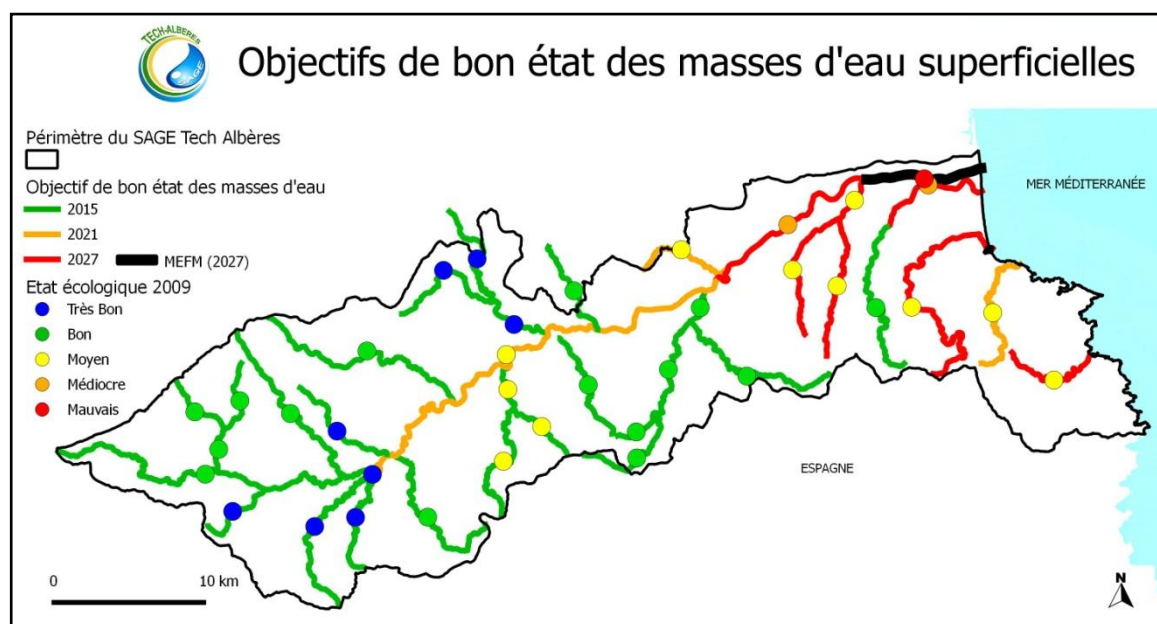 TECH-ALBERES
SAGE
Objectifs de bon état des masses d'eau superficielles
Périmètre du SAGE Tech Albères
Objectif de bon état des masses d'eau
2015
2021
2027
MEFM (2027)
Etat écologique 2009
Très Bon
Bon
Moyen
Médiocre
Mauvais
MER MÉDITERRANÉE
ESPAGNE
0
10 km
N